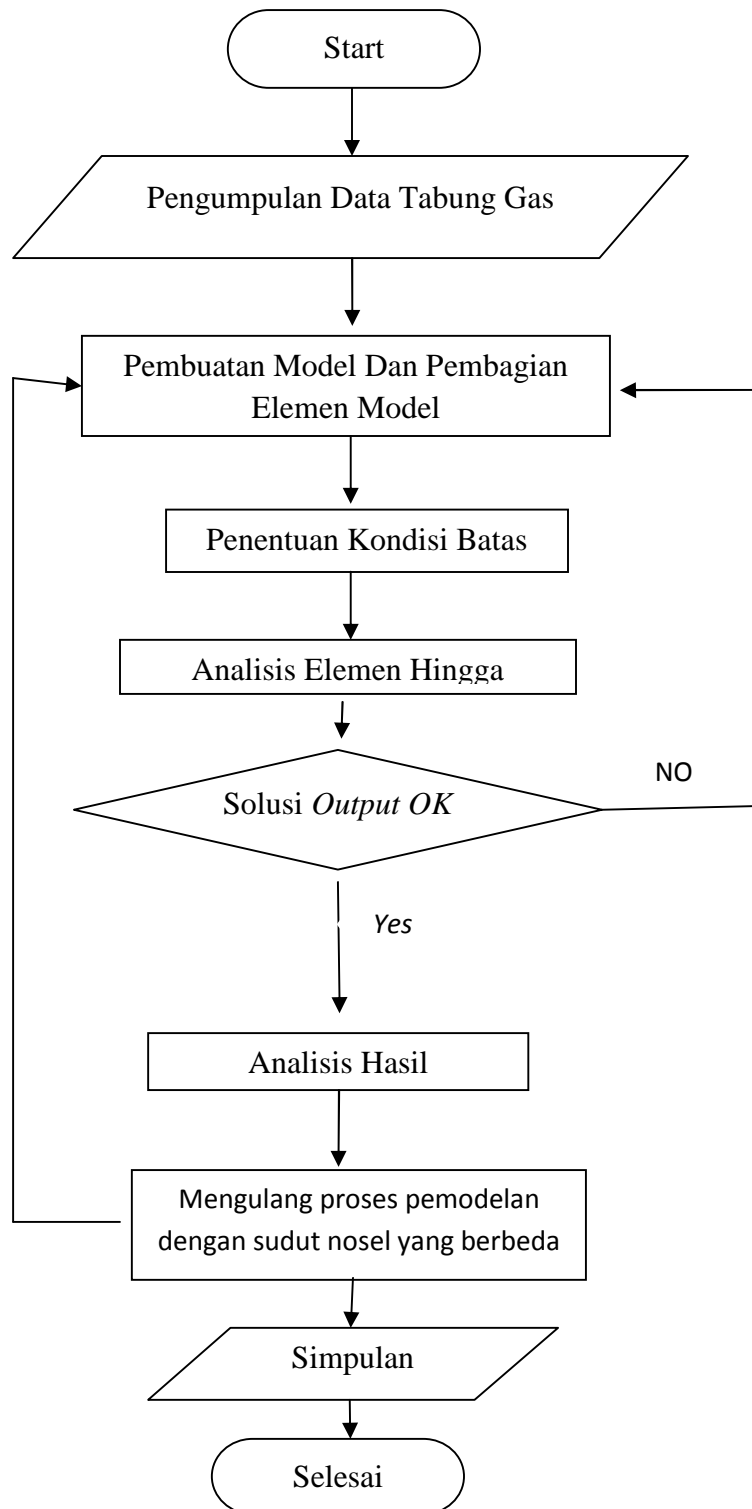 Start
Pengumpulan Data Tabung Gas
Pembuatan Model Dan Pembagian
Elemen Model
Penentuan Kondisi Batas
Analisis Elemen Hingga
Solusi Output OK
NO
Yes
Analisis Hasil
Mengulang proses pemodelan
dengan sudut nosel yang berbeda
Simpulan
Selesai